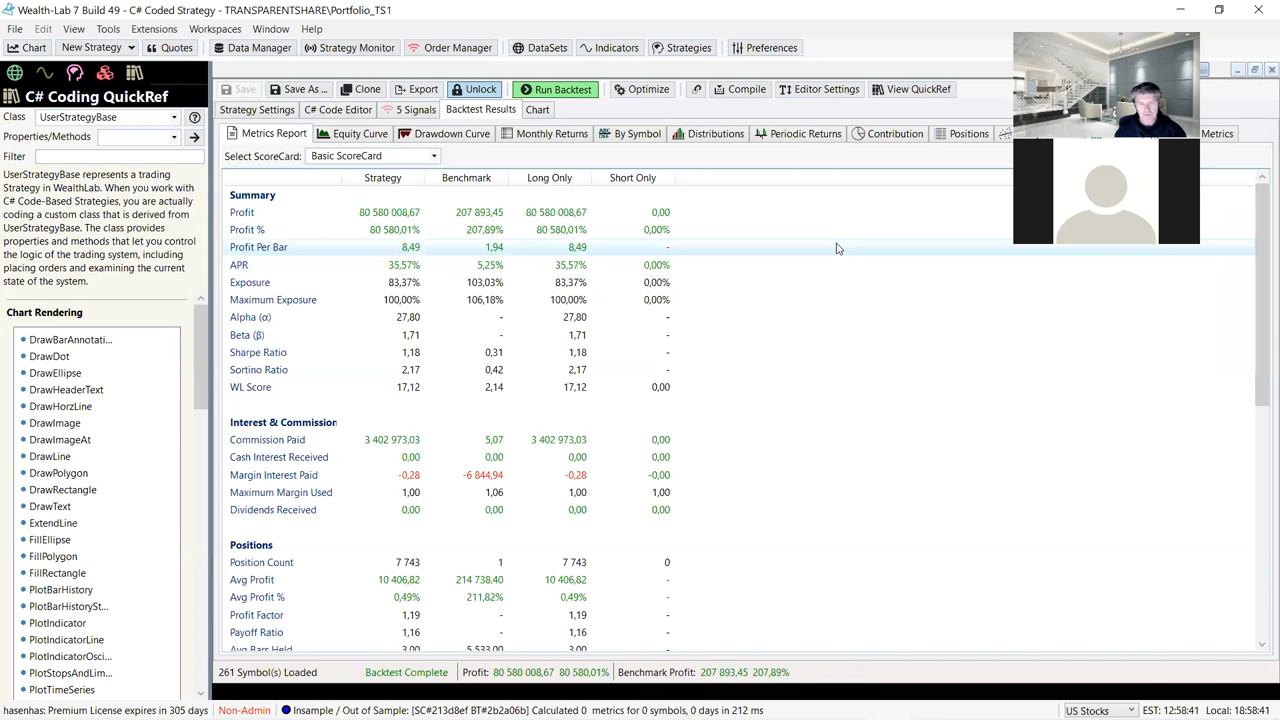 Wealth-Lab 7 Build 49 - C# Coded Strategy - TRANSPARENTSHARE\Portfolio_TS1
File Edit View Tools Extensions Workspaces Window Help
Chart New Strategy Quotes Data Manager Strategy Monitor Order Manager DataSets Indicators Strategies Preferences
C# Coding QuickRef
Class UserStrategyBase
Properties/Methods
Filter
UserStrategyBase represents a trading
Strategy in WealthLab. When you work with
C# Code-Based Strategies, you are actually
coding a custom class that is derived from
UserStrategyBase. The class provides
properties and methods that let you control
the logic of the trading system, including
placing orders and examining the current
state of the system.
Chart Rendering
DrawBarAnnotati...
DrawDot
DrawEllipse
DrawHeaderText
DrawHorzLine
DrawImage
DrawImageAt
DrawLine
DrawPolygon
DrawRectangle
DrawText
ExtendLine
FillEllipse
FillPolygon
FillRectangle
PlotBarHistory
PlotBarHistorySt...
PlotIndicator
PlotIndicatorLine
PlotIndicatorOsci...
PlotStopsAndLim...
PlotTimeSeries
Save Save As ... Clone Export Unlock Run Backtest Optimize Compile Editor Settings View QuickRef
Strategy Settings C# Code Editor 5 Signals Backtest Results Chart
Metrics Report Equity Curve Drawdown Curve Monthly Returns By Symbol Distributions Periodic Returns Contribution Positions Metrics
Select ScoreCard: Basic ScoreCard
Strategy Benchmark Long Only Short Only
Summary
Profit 80 580 008,67 207 893,45 80 580 008,67 0,00
Profit % 80 580,01% 207,89% 80 580,01% 0,00%
Profit Per Bar 8,49 1,94 8,49 -
APR 35,57% 5,25% 35,57% 0,00%
Exposure 83,37% 103,03% 83,37% 0,00%
Maximum Exposure 100,00% 106,18% 100,00% 0,00%
Alpha (α) 27,80 - 27,80 -
Beta (β) 1,71 - 1,71 -
Sharpe Ratio 1,18 0,31 1,18 -
Sortino Ratio 2,17 0,42 2,17 -
WL Score 17,12 2,14 17,12 0,00
Interest & Commission
Commission Paid 3 402 973,03 5,07 3 402 973,03 0,00
Cash Interest Received 0,00 0,00 0,00 0,00
Margin Interest Paid -0,28 -6 844,94 -0,28 -0,00
Maximum Margin Used 1,00 1,06 1,00 1,00
Dividends Received 0,00 0,00 0,00 0,00
Positions
Position Count 7 743 1 7 743 0
Avg Profit 10 406,82 214 738,40 10 406,82 -
Avg Profit % 0,49% 211,82% 0,49% -
Profit Factor 1,19 - 1,19 -
Payoff Ratio 1,16 - 1,16 -
Avg Bars Held 3,00 5 533,00 3,00 -
261 Symbol(s) Loaded Backtest Complete Profit: 80 580 008,67 80 580,01% Benchmark Profit: 207 893,45 207,89%
hasenhas: Premium License expires in 305 days Non-Admin Insample / Out of Sample: [SC#213d8ef BT#2b2a06b] Calculated 0 metrics for 0 symbols, 0 days in 212 ms US Stocks EST: 12:58:41 Local: 18:58:41